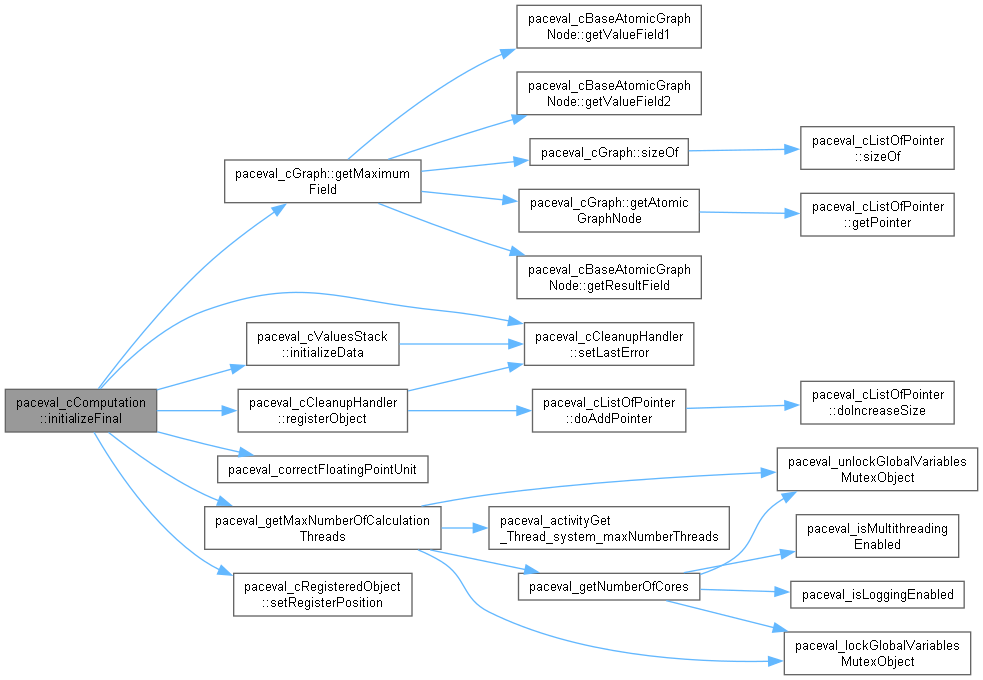 paceval_cBaseAtomicGraph
Node::getValueField1
paceval_cBaseAtomicGraph
Node::getValueField2
paceval_cGraph::sizeOf
paceval_cListOfPointer
::sizeOf
paceval_cGraph::getMaximum
Field
paceval_cGraph::getAtomic
GraphNode
paceval_cListOfPointer
::getPointer
paceval_cBaseAtomicGraph
Node::getResultField
paceval_cValuesStack
::initializeData
paceval_cCleanupHandler
::setLastError
paceval_cComputation
::initializeFinal
paceval_cCleanupHandler
::registerObject
paceval_cListOfPointer
::doAddPointer
paceval_cListOfPointer
::doIncreaseSize
paceval_correctFloatingPointUnit
paceval_unlockGlobalVariables
MutexObject
paceval_getMaxNumberOfCalculation
Threads
paceval_activityGet
_Thread_system_maxNumberThreads
paceval_isMultithreading
Enabled
paceval_getNumberOfCores
paceval_isLoggingEnabled
paceval_cRegisteredObject
::setRegisterPosition
paceval_lockGlobalVariables
MutexObject